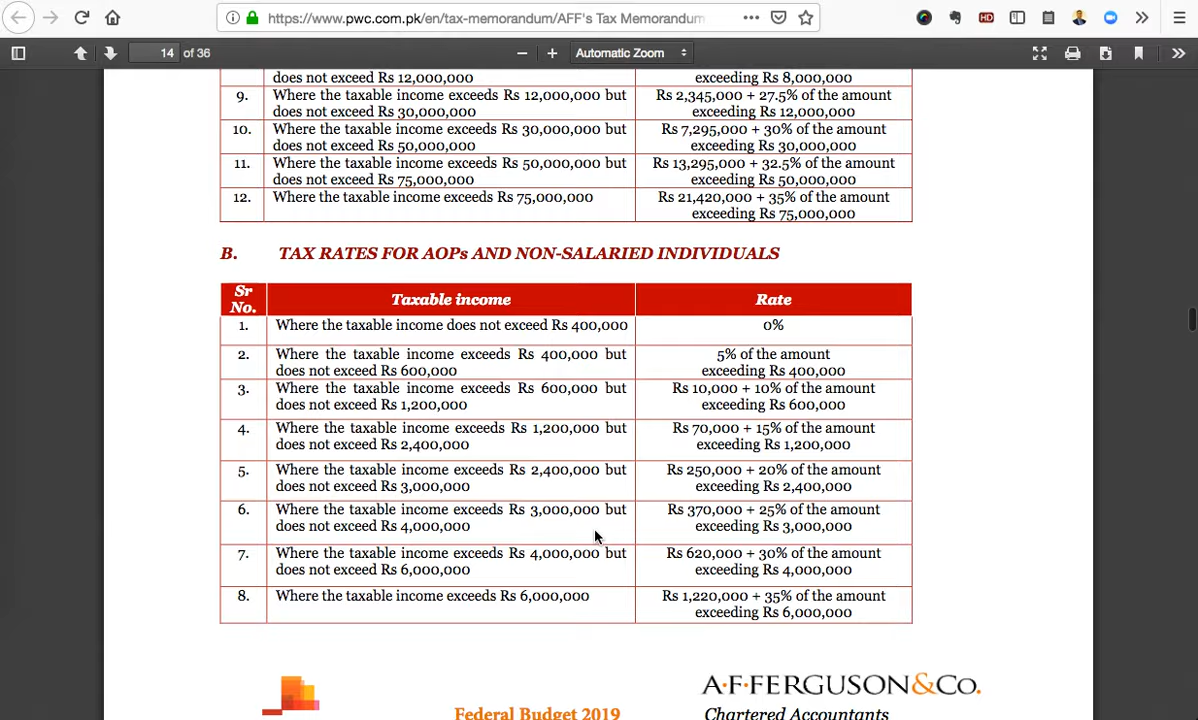 https://www.pwc.com.pk/en/tax-memorandum/AFF's Tax Memorandum
HD
14 of 36
Automatic Zoom
does not exceed Rs 12,000,000
exceeding Rs 8,000,000
9.
Where the taxable income exceeds Rs 12,000,000 but
does not exceed Rs 30,000,000
Rs 2,345,000 + 27.5% of the amount
exceeding Rs 12,000,000
10.
Where the taxable income exceeds Rs 30,000,000 but
does not exceed Rs 50,000,000
Rs 7,295,000 + 30% of the amount
exceeding Rs 30,000,000
11.
Where the taxable income exceeds Rs 50,000,000 but
does not exceed Rs 75,000,000
Rs 13,295,000 + 32.5% of the amount
exceeding Rs 50,000,000
12.
Where the taxable income exceeds Rs 75,000,000
Rs 21,420,000 + 35% of the amount
exceeding Rs 75,000,000
B. TAX RATES FOR AOPs AND NON-SALARIED INDIVIDUALS
Sr
No.
Taxable income
Rate
1.
Where the taxable income does not exceed Rs 400,000
0%
2.
Where the taxable income exceeds Rs 400,000 but
does not exceed Rs 600,000
5% of the amount
exceeding Rs 400,000
3.
Where the taxable income exceeds Rs 600,000 but
does not exceed Rs 1,200,000
Rs 10,000 + 10% of the amount
exceeding Rs 600,000
4.
Where the taxable income exceeds Rs 1,200,000 but
does not exceed Rs 2,400,000
Rs 70,000 + 15% of the amount
exceeding Rs 1,200,000
5.
Where the taxable income exceeds Rs 2,400,000 but
does not exceed Rs 3,000,000
Rs 250,000 + 20% of the amount
exceeding Rs 2,400,000
6.
Where the taxable income exceeds Rs 3,000,000 but
does not exceed Rs 4,000,000
Rs 370,000 + 25% of the amount
exceeding Rs 3,000,000
7.
Where the taxable income exceeds Rs 4,000,000 but
does not exceed Rs 6,000,000
Rs 620,000 + 30% of the amount
exceeding Rs 4,000,000
8.
Where the taxable income exceeds Rs 6,000,000
Rs 1,220,000 + 35% of the amount
exceeding Rs 6,000,000
A·F·FERGUSON&CO.
Federal Budget 2019
Chartered Accountants